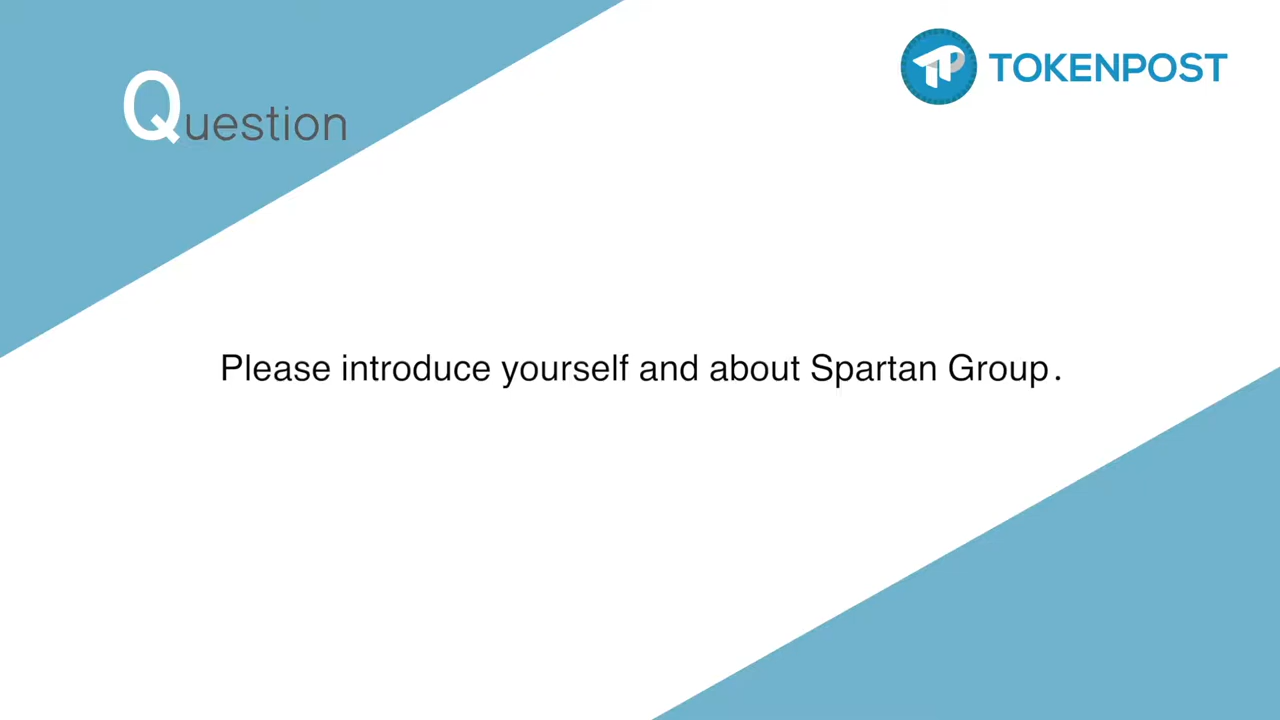 Question
TOKENPOST
Please introduce yourself and about Spartan Group.